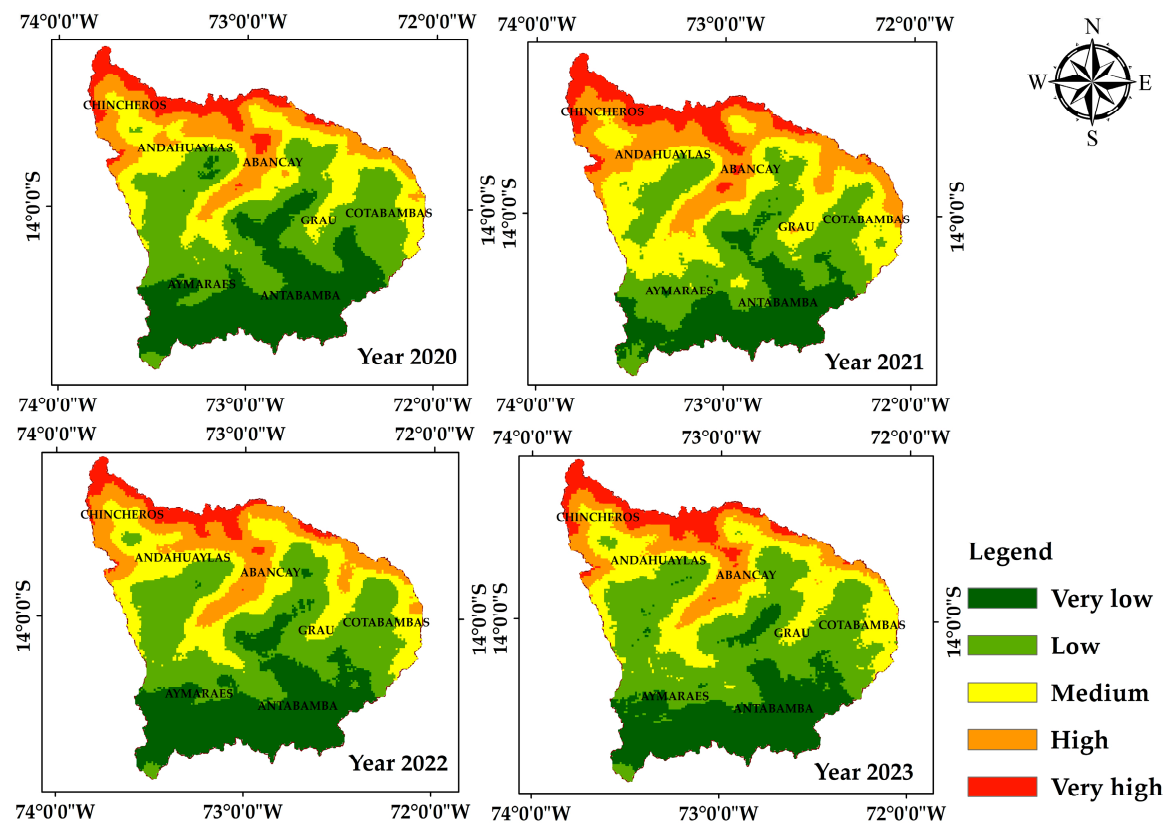 74°0'0"W 73°0'0"W 72°0'0"W
14°0'0"S
CHINCHEROS
ANDAHUAYLAS
ABANCAY
COTABAMBAS
GRAU
AYMARAES
ANTABAMBA
Year 2020
14°0'0"S
74°0'0"W 73°0'0"W 72°0'0"W
74°0'0"W 73°0'0"W 72°0'0"W
14°0'0"S
CHINCHEROS
ANDAHUAYLAS
ABANCAY
COTABAMBAS
GRAU
AYMARAES
ANTABAMBA
Year 2021
14°0'0"S
74°0'0"W 73°0'0"W 72°0'0"W
N
W E
S
73°0'0"W 72°0'0"W
14°0'0"S
CHINCHEROS
ANDAHUAYLAS
ABANCAY
COTABAMBAS
GRAU
AYMARAES
ANTABAMBA
Year 2022
14°0'0"S
74°0'0"W 73°0'0"W 72°0'0"W
73°0'0"W 72°0'0"W
14°0'0"S
CHINCHEROS
ANDAHUAYLAS
ABANCAY
COTABAMBAS
GRAU
AYMARAES
ANTABAMBA
Year 2023
14°0'0"S
74°0'0"W 73°0'0"W 72°0'0"W
Legend
Very low
Low
Medium
High
Very high